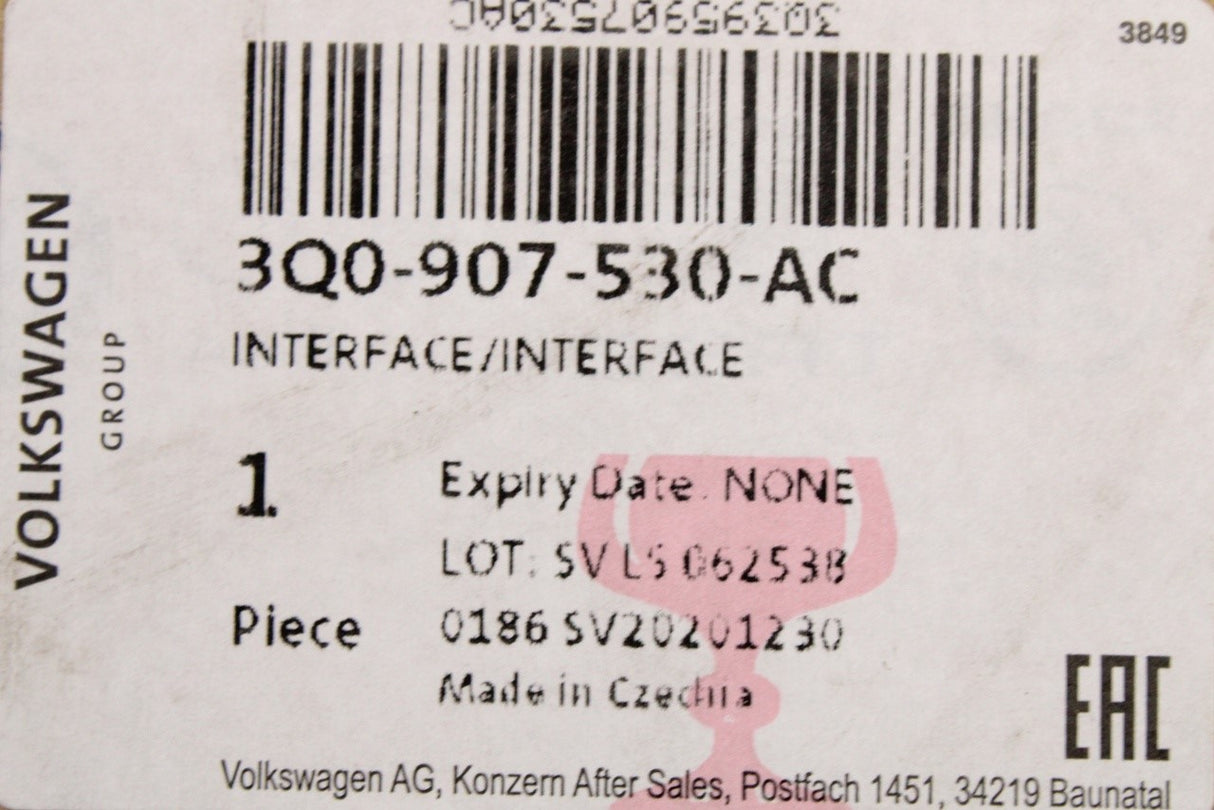 3849
3Q0-907-530-AC
INTERFACE/INTERFACE
1
Expiry Date: NONE
LOT: SV LS 062538
Piece
0186 SV20201230
Made in Czechia
EAC
Volkswagen AG, Konzern After Sales, Postfach 1451, 34219 Baunatal
VOLKSWAGEN
GROUP